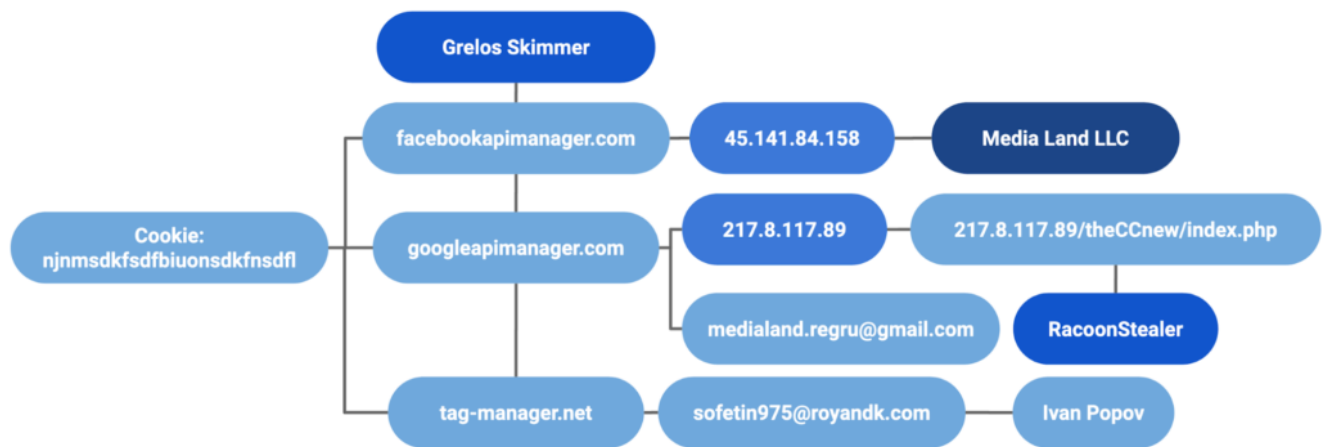 Grelos Skimmer
facebookapimanager.com
45.141.84.158
Media Land LLC
Cookie:
njnmsdkfsdfbiuonsdkfnsdfl
googleapimanager.com
217.8.117.89
217.8.117.89/theCCnew/index.php
medialand.regru@gmail.com
RacoonStealer
tag-manager.net
sofetin975@royandk.com
Ivan Popov